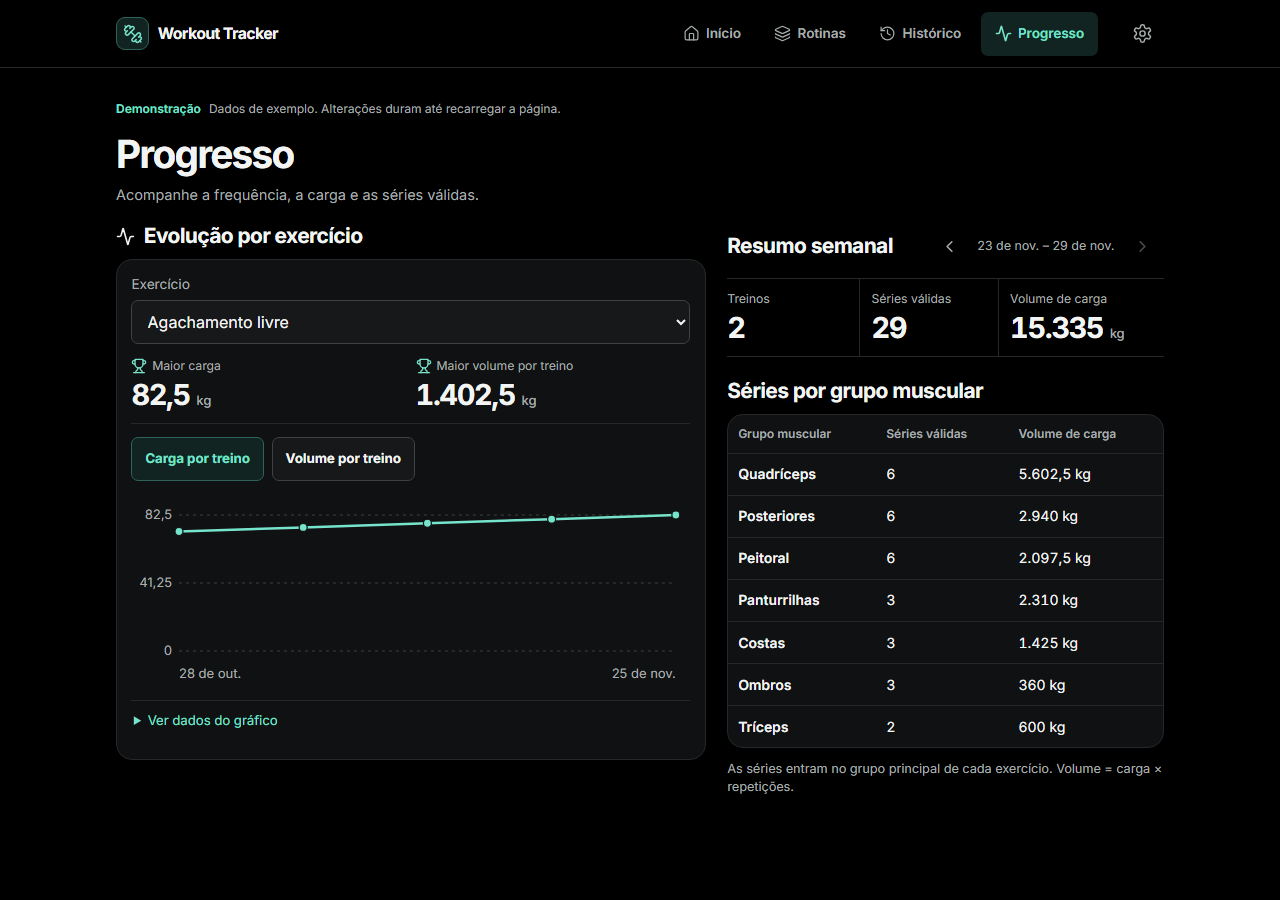 Workout Tracker
Início
Rotinas
Histórico
Progresso
Demonstração Dados de exemplo. Alterações duram até recarregar a página.
Progresso
Acompanhe a frequência, a carga e as séries válidas.
Evolução por exercício
Exercício
Agachamento livre
Maior carga
82,5 kg
Maior volume por treino
1.402,5 kg
Carga por treino
Volume por treino
82,5
41,25
0
28 de out.
25 de nov.
Ver dados do gráfico
Resumo semanal
23 de nov. – 29 de nov.
Treinos
2
Séries válidas
29
Volume de carga
15.335 kg
Séries por grupo muscular
Grupo muscular Séries válidas Volume de carga
Quadríceps 6 5.602,5 kg
Posteriores 6 2.940 kg
Peitoral 6 2.097,5 kg
Panturrilhas 3 2.310 kg
Costas 3 1.425 kg
Ombros 3 360 kg
Tríceps 2 600 kg
As séries entram no grupo principal de cada exercício. Volume = carga ×
repetições.